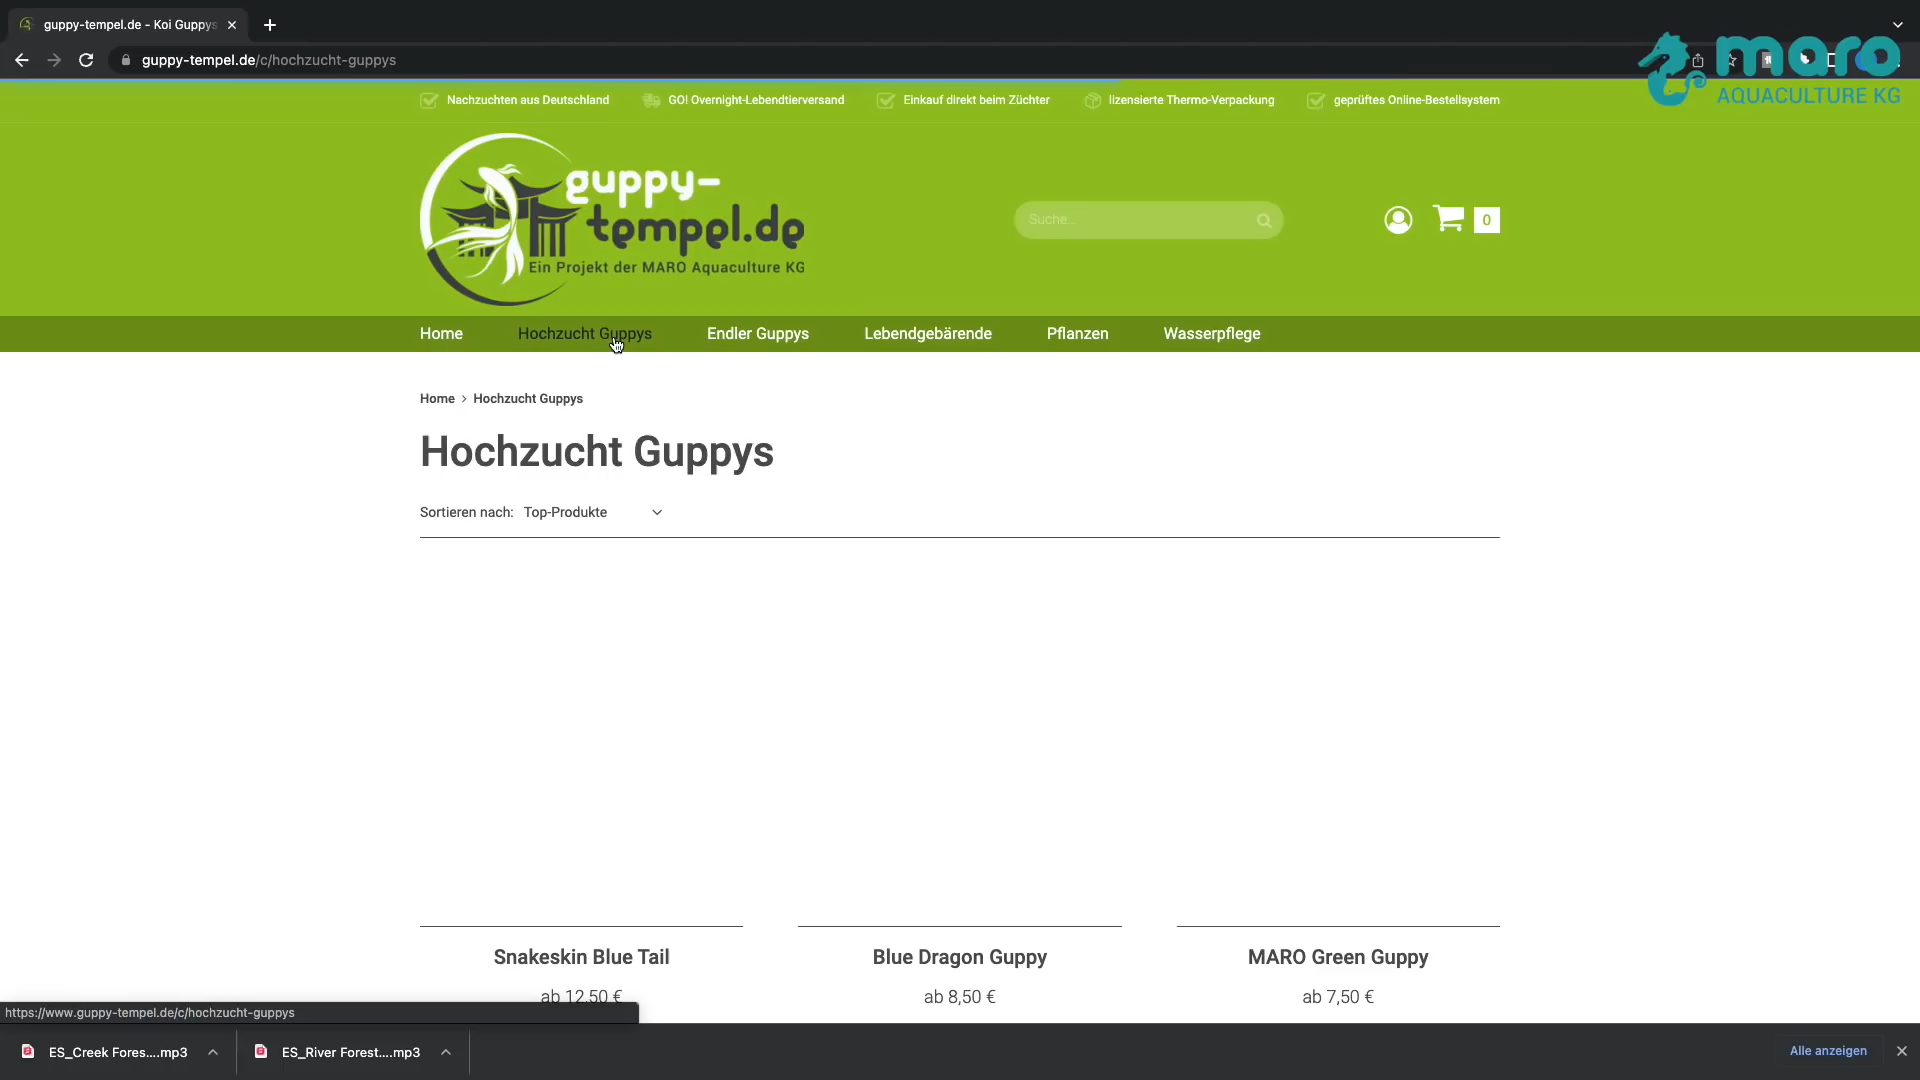 guppy-tempel.de - Koi Guppys
guppy-tempel.de/c/hochzucht-guppys
maro
AQUACULTURE KG
Nachzuchten aus Deutschland
GO! Overnight-Lebendtierversand
Einkauf direkt beim Züchter
lizensierte Thermo-Verpackung
geprüftes Online-Bestellsystem
guppy-
tempel.de
Ein Projekt der MARO Aquaculture KG
Suche...
0
Home
Hochzucht Guppys
Endler Guppys
Lebendgebärende
Pflanzen
Wasserpflege
Home > Hochzucht Guppys
Hochzucht Guppys
Sortieren nach: Top-Produkte
Snakeskin Blue Tail
Blue Dragon Guppy
MARO Green Guppy
ab 12,50 €
ab 8,50 €
ab 7,50 €
https://www.guppy-tempel.de/c/hochzucht-guppys
ES_Creek Fores....mp3
ES_River Forest....mp3
Alle anzeigen